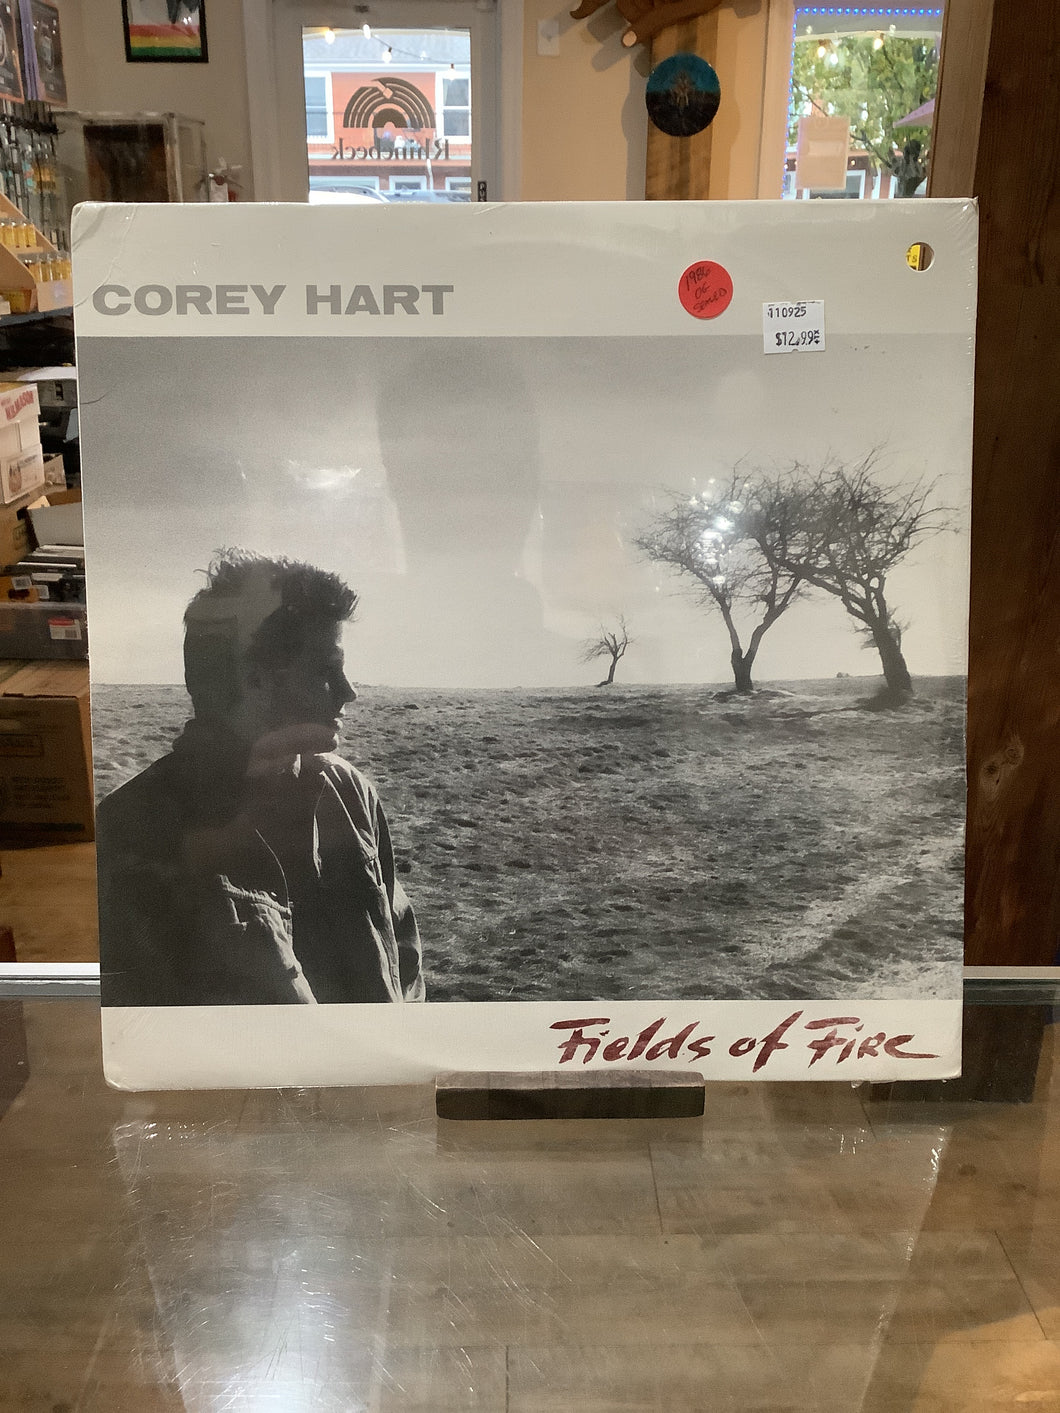 Rhinebeck
COREY HART
1986
OG
SEALED
110925
$12.99
Fields of Fire